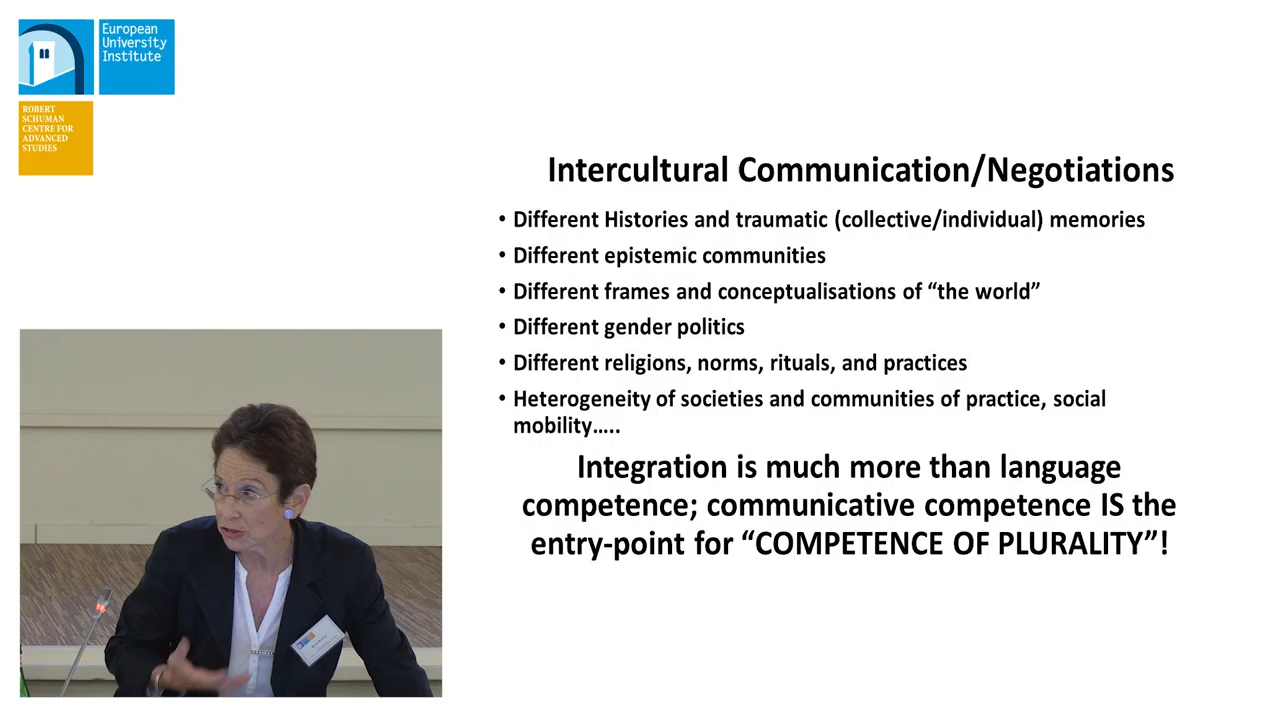 European
University
Institute
ROBERT
SCHUMAN
CENTRE FOR
ADVANCED
STUDIES
Intercultural Communication/Negotiations
• Different Histories and traumatic (collective/individual) memories
• Different epistemic communities
• Different frames and conceptualisations of “the world”
• Different gender politics
• Different religions, norms, rituals, and practices
• Heterogeneity of societies and communities of practice, social
mobility…..
Integration is much more than language
competence; communicative competence IS the
entry-point for “COMPETENCE OF PLURALITY”!